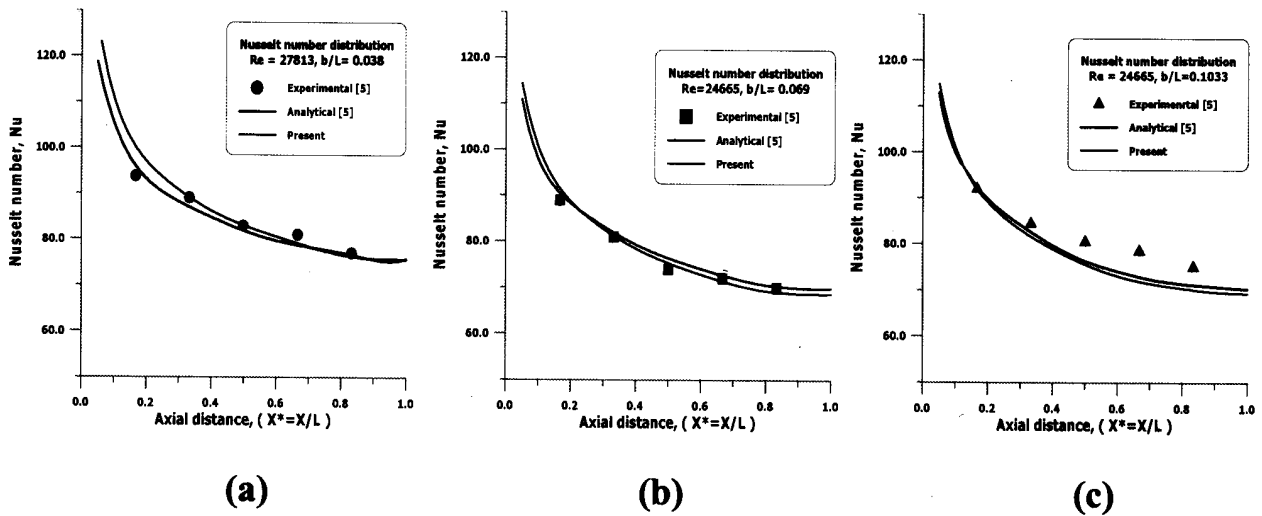 120.0
100.0
80.0
60.0
Nusselt number, Nu
Nusselt number distribution
Re = 27813, b/L= 0.038
Experimental [5]
Analytical [5]
Present
0.0 0.2 0.4 0.6 0.8 1.0
Axial distance, ( X*=X/L )
(a)
120.0
100.0
80.0
60.0
Nusselt number, Nu
Nusselt number distribution
Re=24665, b/L= 0.069
Experimental [5]
Analytical [5]
Present
0.0 0.2 0.4 0.6 0.8 1.0
Axial distance, ( X*=X/L )
(b)
120.0
100.0
80.0
60.0
Nusselt number, Nu
Nusselt number distribution
Re = 24665, b/L=0.1033
Experimenrtal [5]
Analytical [5]
Present
0.0 0.2 0.4 0.6 0.8 1.0
Axial distance, ( X*=X/L )
(c)